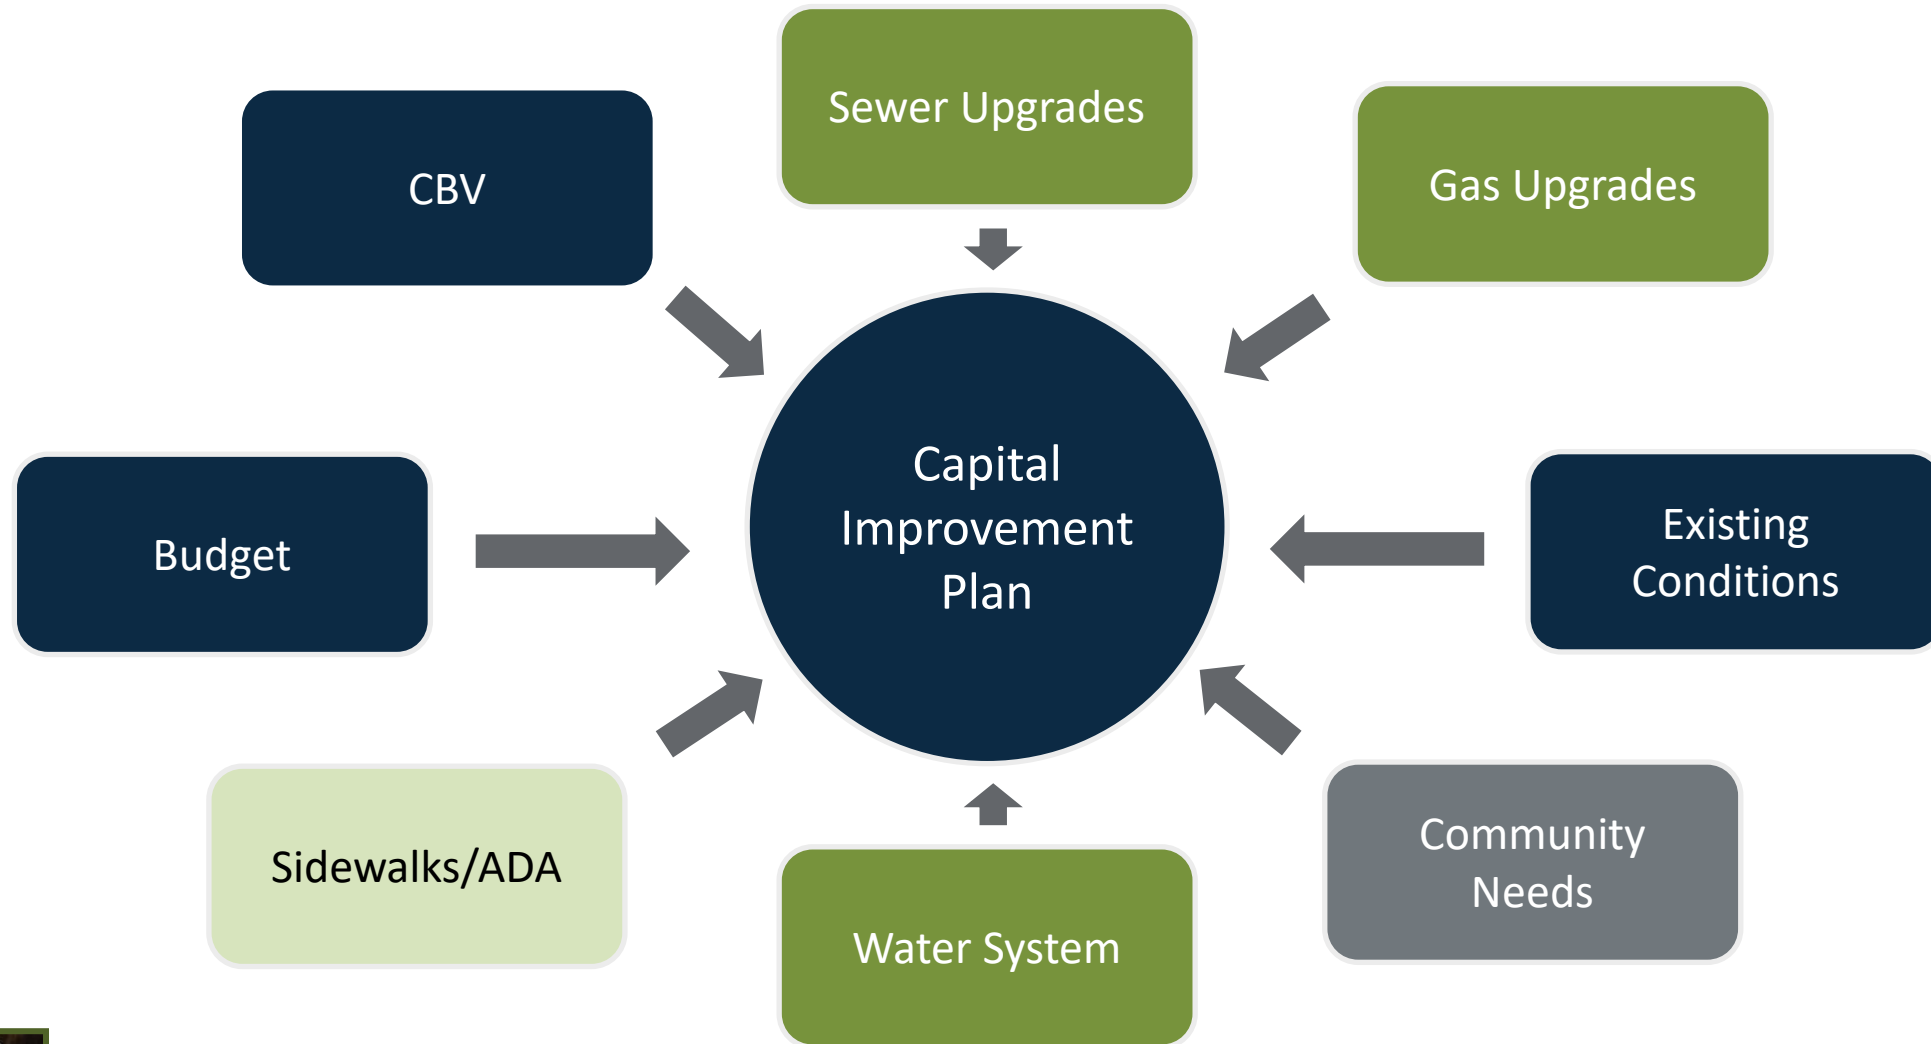 Sewer Upgrades
CBV
Gas Upgrades
Capital
Improvement
Plan
Budget
Existing
Conditions
Sidewalks/ADA
Community
Needs
Water System